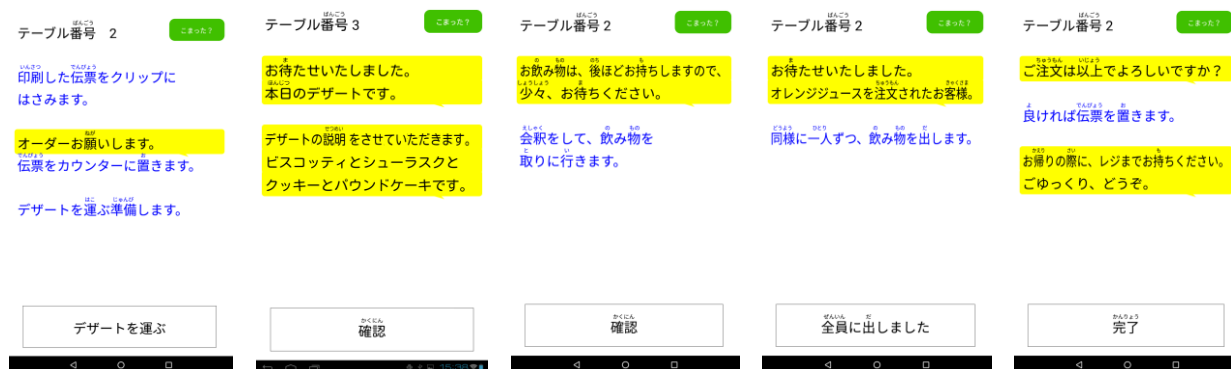 テーブル番号 2
こまった?
印刷した伝票をクリップに
はさみます。
オーダーお願いします。
伝票をカウンターに置きます。
デザートを運ぶ準備します。
デザートを運ぶ
テーブル番号 3
こまった?
お待たせいたしました。
本日のデザートです。
デザートの説明をさせていただきます。
ビスコッティとシューラスクと
クッキーとパウンドケーキです。
確認
テーブル番号 2
こまった?
お飲み物は、後ほどお持ちしますので、
少々、お待ちください。
会釈をして、飲み物を
取りに行きます。
確認
テーブル番号 2
こまった?
お待たせいたしました。
オレンジジュースを注文されたお客様。
同様に一人ずつ、飲み物を出します。
全員に出しました
テーブル番号 2
こまった?
ご注文は以上でよろしいですか?
良ければ伝票を置きます。
お帰りの際に、レジまでお持ちください。
ごゆっくり、どうぞ。
完了